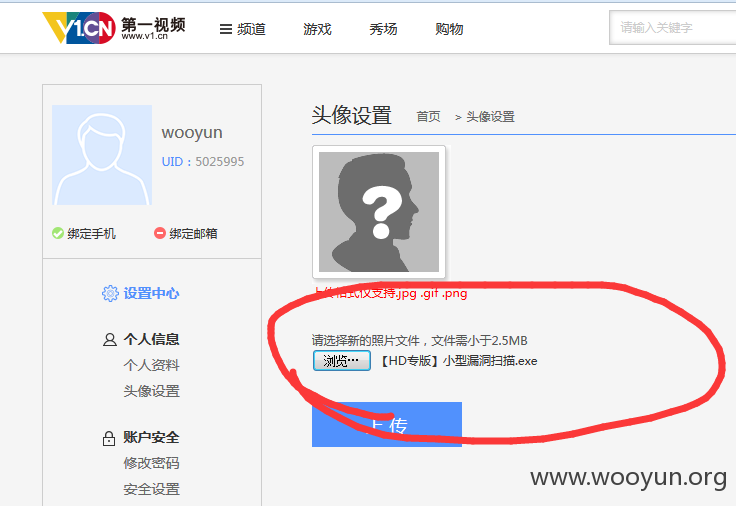 V1.CN 第一视频
www.v1.cn
频道 游戏 秀场 购物
请输入关键字
wooyun
UID：5025995
绑定手机 绑定邮箱
设置中心
个人信息
个人资料
头像设置
账户安全
修改密码
安全设置
头像设置 首页 > 头像设置
?
上传格式仅支持.jpg .gif .png
请选择新的照片文件，文件需小于2.5MB
浏览… 【HD专版】小型漏洞扫描.exe
上传
www.wooyun.org